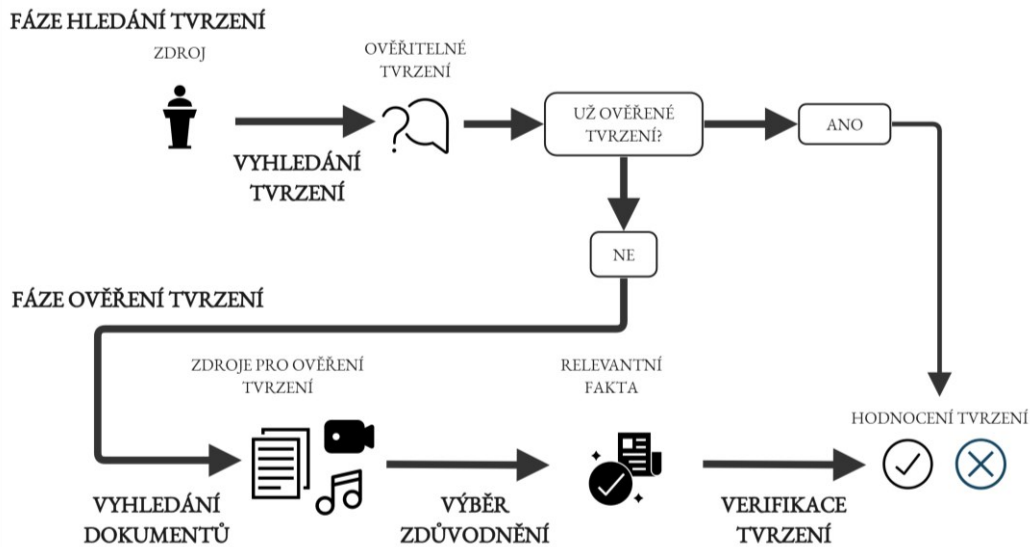 FÁZE HLEDÁNÍ TVRZENÍ
ZDROJ
OVĚŘITELNÉ
TVRZENÍ
VYHLEDÁNÍ
TVRZENÍ
UŽ OVĚŘENÉ
TVRZENÍ?
ANO
NE
FÁZE OVĚŘENÍ TVRZENÍ
ZDROJE PRO OVĚŘENÍ
TVRZENÍ
RELEVANTNÍ
FAKTA
HODNOCENÍ TVRZENÍ
VYHLEDÁNÍ
DOKUMENTŮ
VÝBĚR
ZDŮVODNĚNÍ
VERIFIKACE
TVRZENÍ